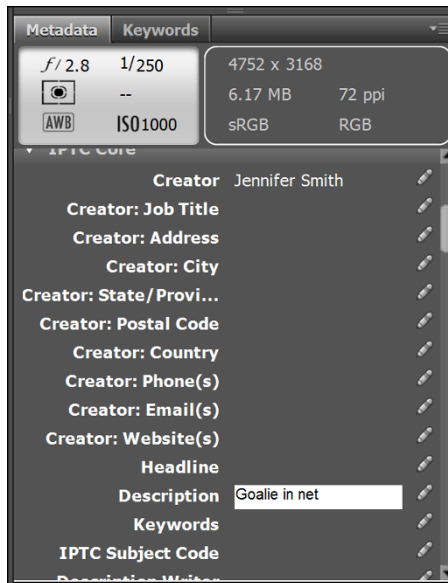 Metadata Keywords
f/ 2.8 1/250
--
AWB ISO1000
4752 x 3168
6.17 MB 72 ppi
sRGB RGB
IPTC Core
Creator Jennifer Smith
Creator: Job Title
Creator: Address
Creator: City
Creator: State/Provi...
Creator: Postal Code
Creator: Country
Creator: Phone(s)
Creator: Email(s)
Creator: Website(s)
Headline
Description Goalie in net
Keywords
IPTC Subject Code
Description Writer